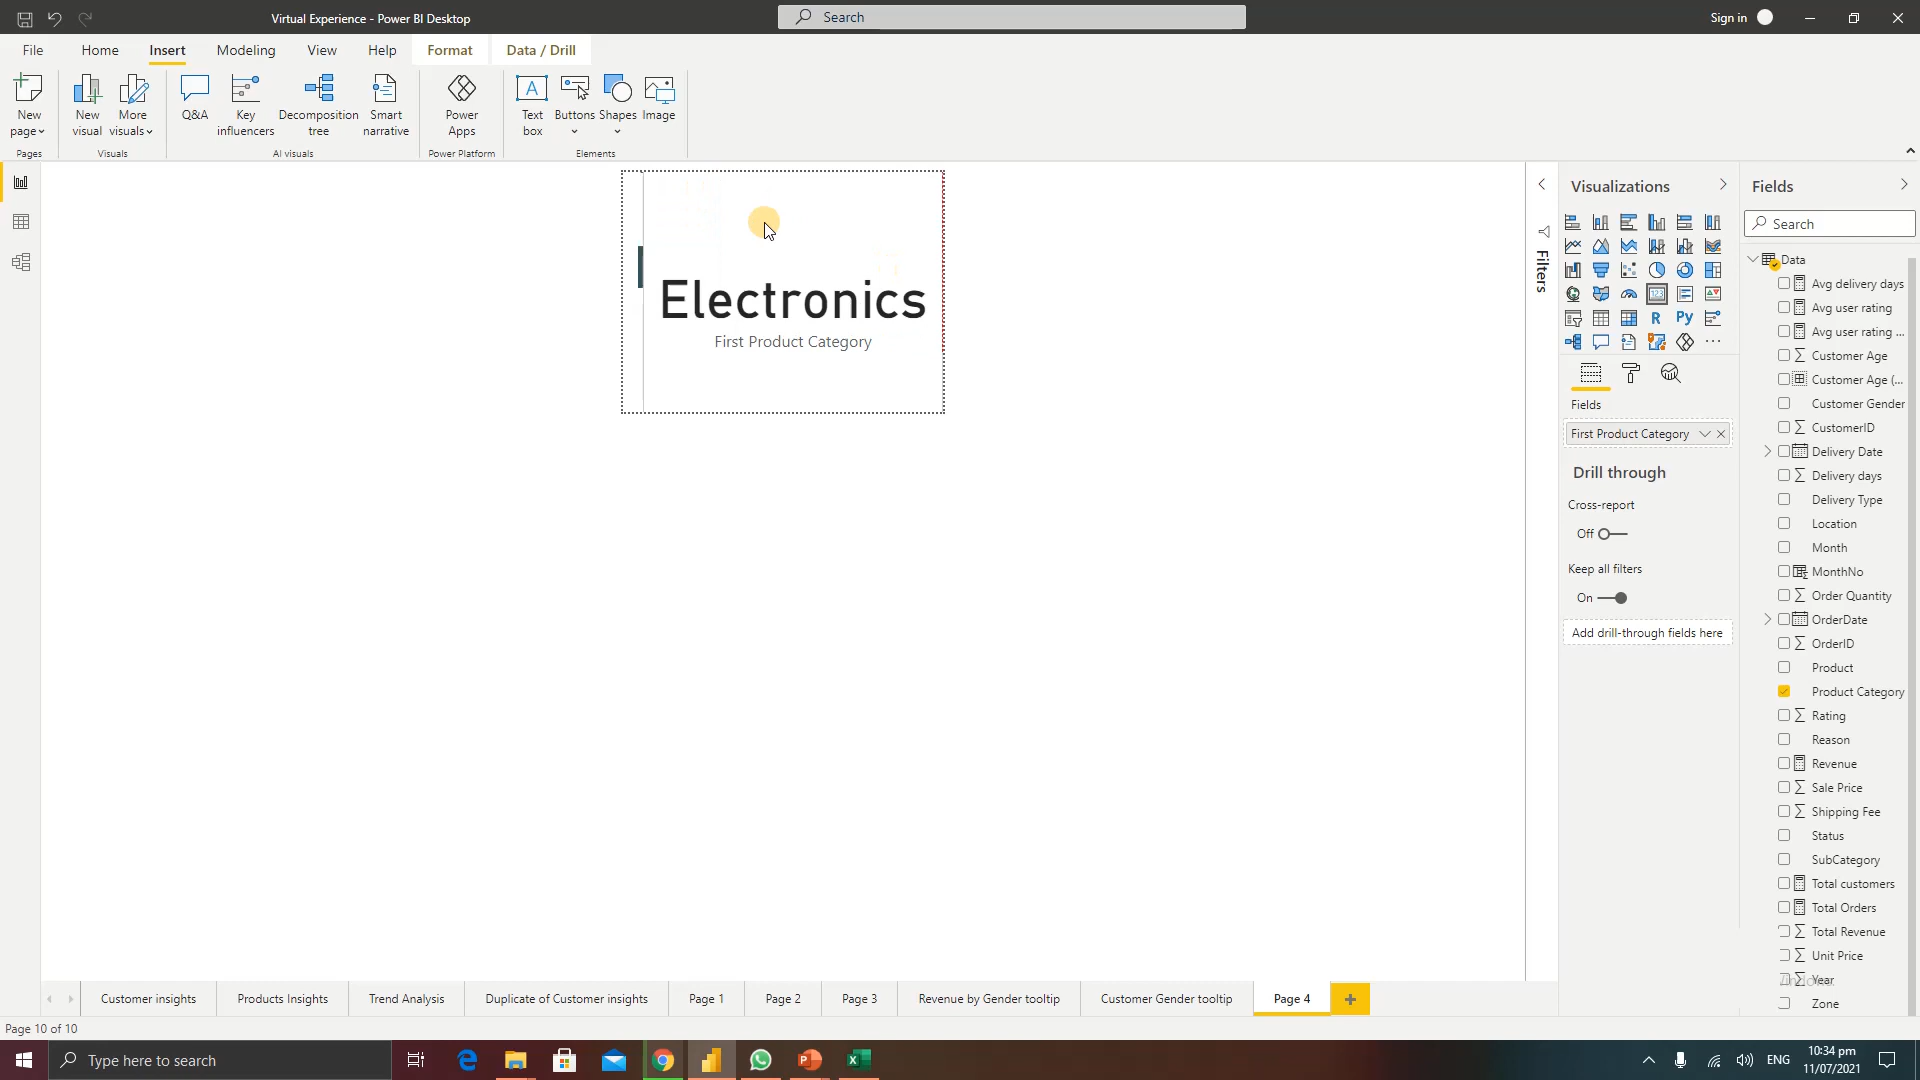 Virtual Experience - Power BI Desktop
Search
Sign in
File
Home
Insert
Modeling
View
Help
Format
Data / Drill
New page
New visual
More visuals
Q&A
Key influencers
Decomposition tree
Smart narrative
Power Apps
Text box
Buttons
Shapes
Image
Pages
Visuals
AI visuals
Power Platform
Elements
Electronics
First Product Category
Filters
Visualizations
R
Py
123
Fields
First Product Category
Drill through
Cross-report
Off
Keep all filters
On
Add drill-through fields here
Fields
Search
Data
Avg delivery days
Avg user rating
Avg user rating ...
Customer Age
Customer Age (...
Customer Gender
CustomerID
Delivery Date
Delivery days
Delivery Type
Location
Month
MonthNo
Order Quantity
OrderDate
OrderID
Product
Product Category
Rating
Reason
Revenue
Sale Price
Shipping Fee
Status
SubCategory
Total customers
Total Orders
Total Revenue
Unit Price
Year
Zone
Customer insights
Products Insights
Trend Analysis
Duplicate of Customer insights
Page 1
Page 2
Page 3
Revenue by Gender tooltip
Customer Gender tooltip
Page 4
Page 10 of 10
Type here to search
ENG
10:34 pm
11/07/2021